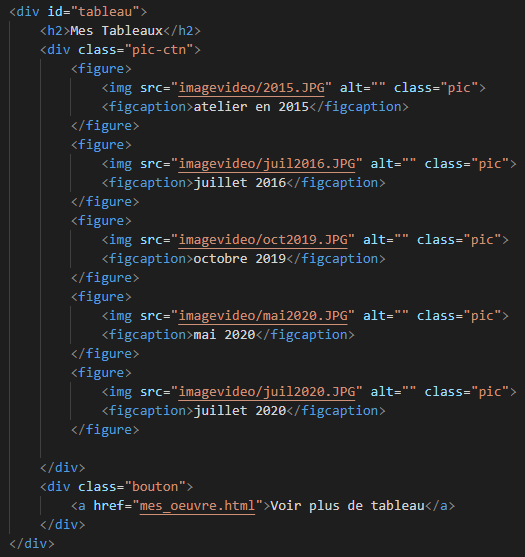 <div id="tableau">
<h2>Mes Tableaux</h2>
<div class="pic-ctn">
<figure>
<img src="imagevideo/2015.JPG" alt="" class="pic">
<figcaption>atelier en 2015</figcaption>
</figure>
<figure>
<img src="imagevideo/juil2016.JPG" alt="" class="pic">
<figcaption>juillet 2016</figcaption>
</figure>
<figure>
<img src="imagevideo/oct2019.JPG" alt="" class="pic">
<figcaption>octobre 2019</figcaption>
</figure>
<figure>
<img src="imagevideo/mai2020.JPG" alt="" class="pic">
<figcaption>mai 2020</figcaption>
</figure>
<figure>
<img src="imagevideo/juil2020.JPG" alt="" class="pic">
<figcaption>juillet 2020</figcaption>
</figure>
</div>
<div class="bouton">
<a href="mes_oeuvre.html">Voir plus de tableau</a>
</div>
</div>